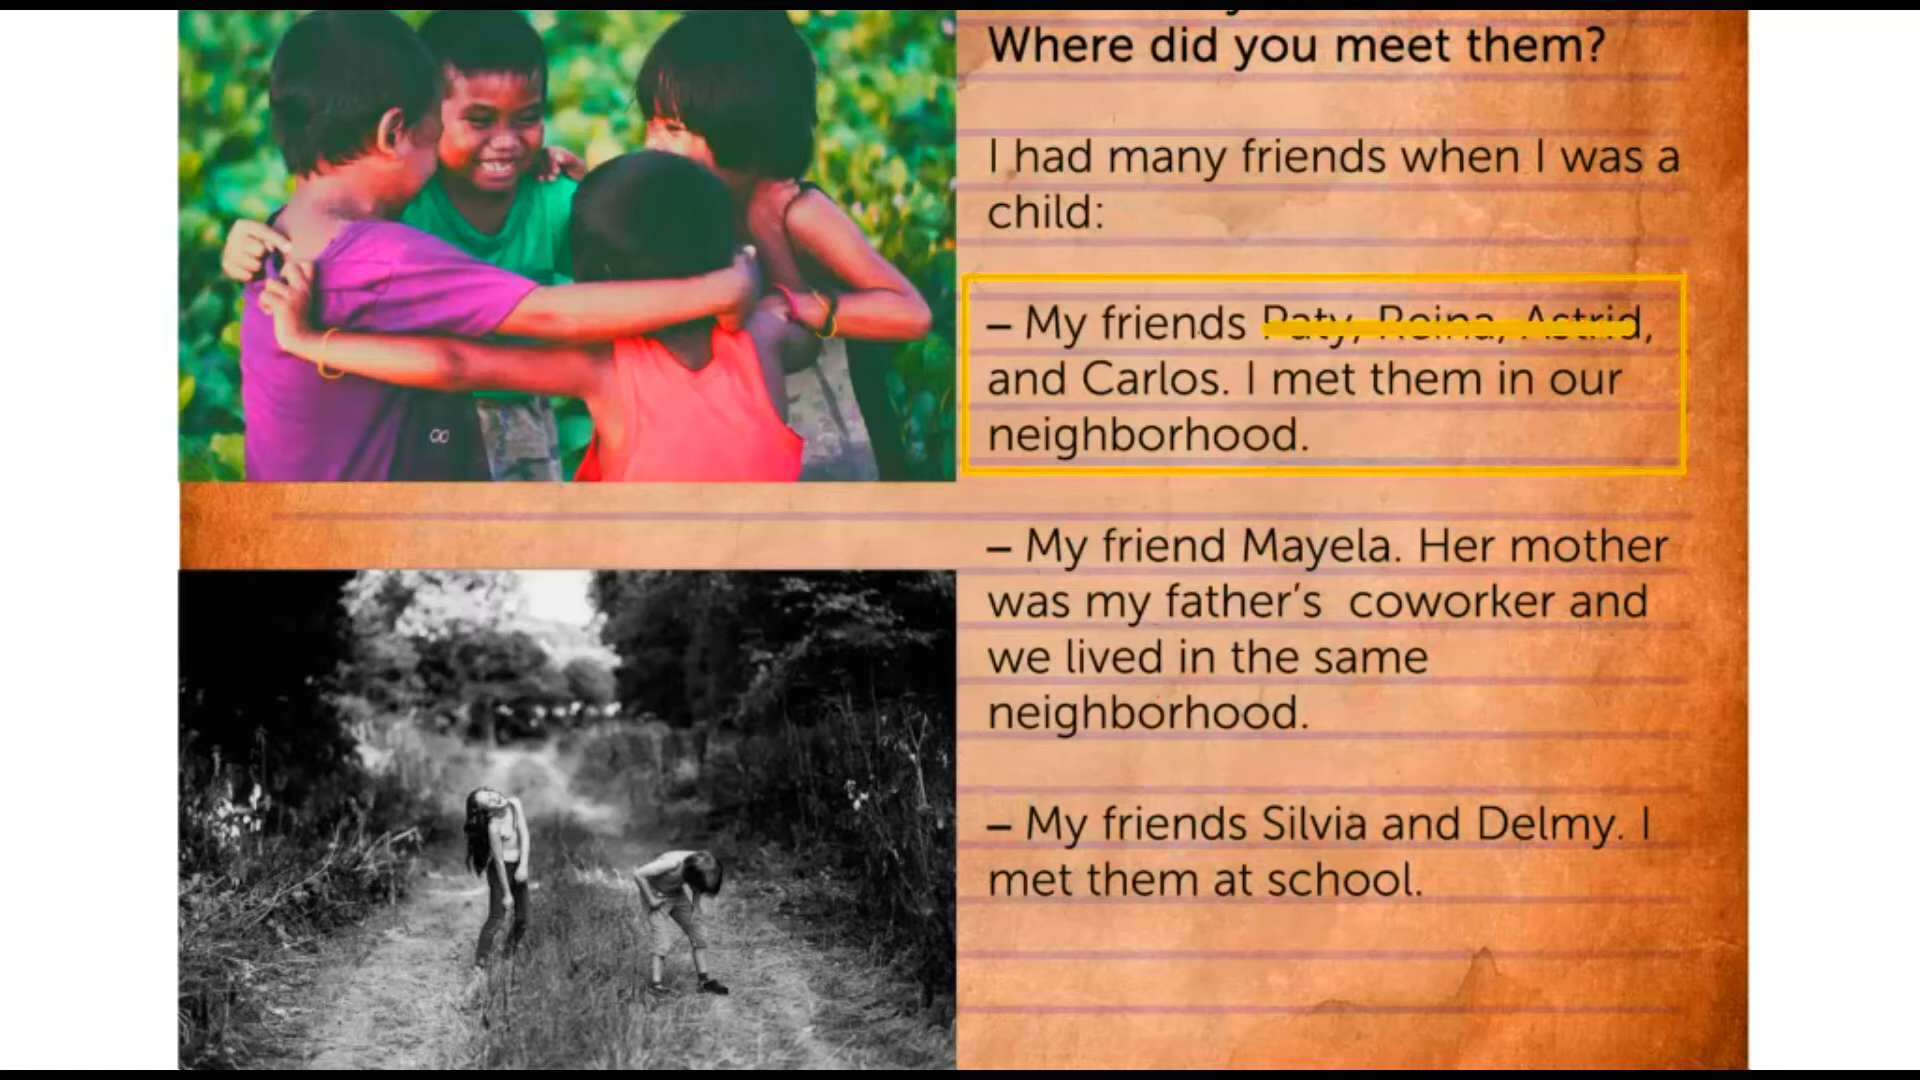 Where did you meet them?
I had many friends when I was a
child:
– My friends Paty, Reina, Astrid,
and Carlos. I met them in our
neighborhood.
– My friend Mayela. Her mother
was my father’s  coworker and
we lived in the same
neighborhood.
– My friends Silvia and Delmy. I
met them at school.